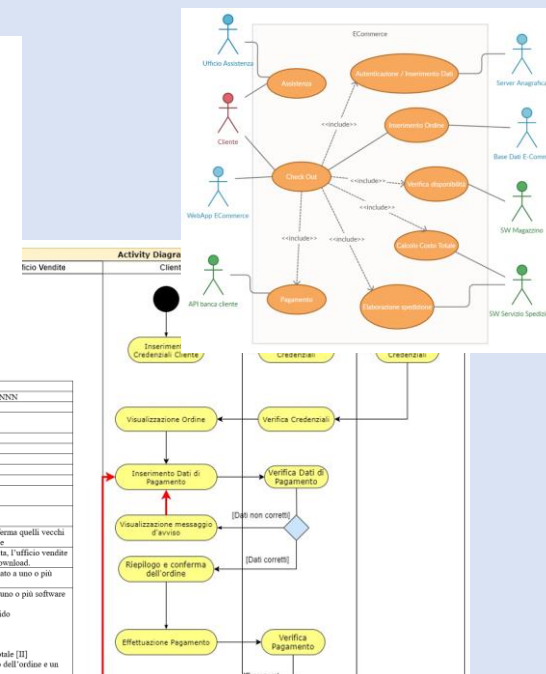 ECommerce
Ufficio Assistenza
Assistenza
Autenticazione / Inserimento Dati
Server Anagrafica
<<include>>
Cliente
Inserimento Ordine
Base Dati E-Comm
Check Out
<<include>>
Verifica disponibilità
WebApp ECommerce
<<include>>
SW Magazzino
<<include>>
<<include>>
Calcolo Costo Totale
API banca cliente
Pagamento
Elaborazione spedizione
SW Servizio Spedizi
Activity Diagra
ficio Vendite
Client
Inserimento
Credenziali Cliente
Credenziali
Credenziali
Visualizzazione Ordine
Verifica Credenziali
Inserimento Dati di
Pagamento
Verifica Dati di
Pagamento
[Dati non corretti]
Visualizzazione messaggio
d'avviso
[Dati corretti]
Riepilogo e conferma
dell'ordine
Effettuazione Pagamento
Verifica
Pagamento
NNN
ferma quelli vecchi
e
ta, l'ufficio vendite
ownload.
ato a uno o più
uno o più software
ido
otale [II]
o dell'ordine e un